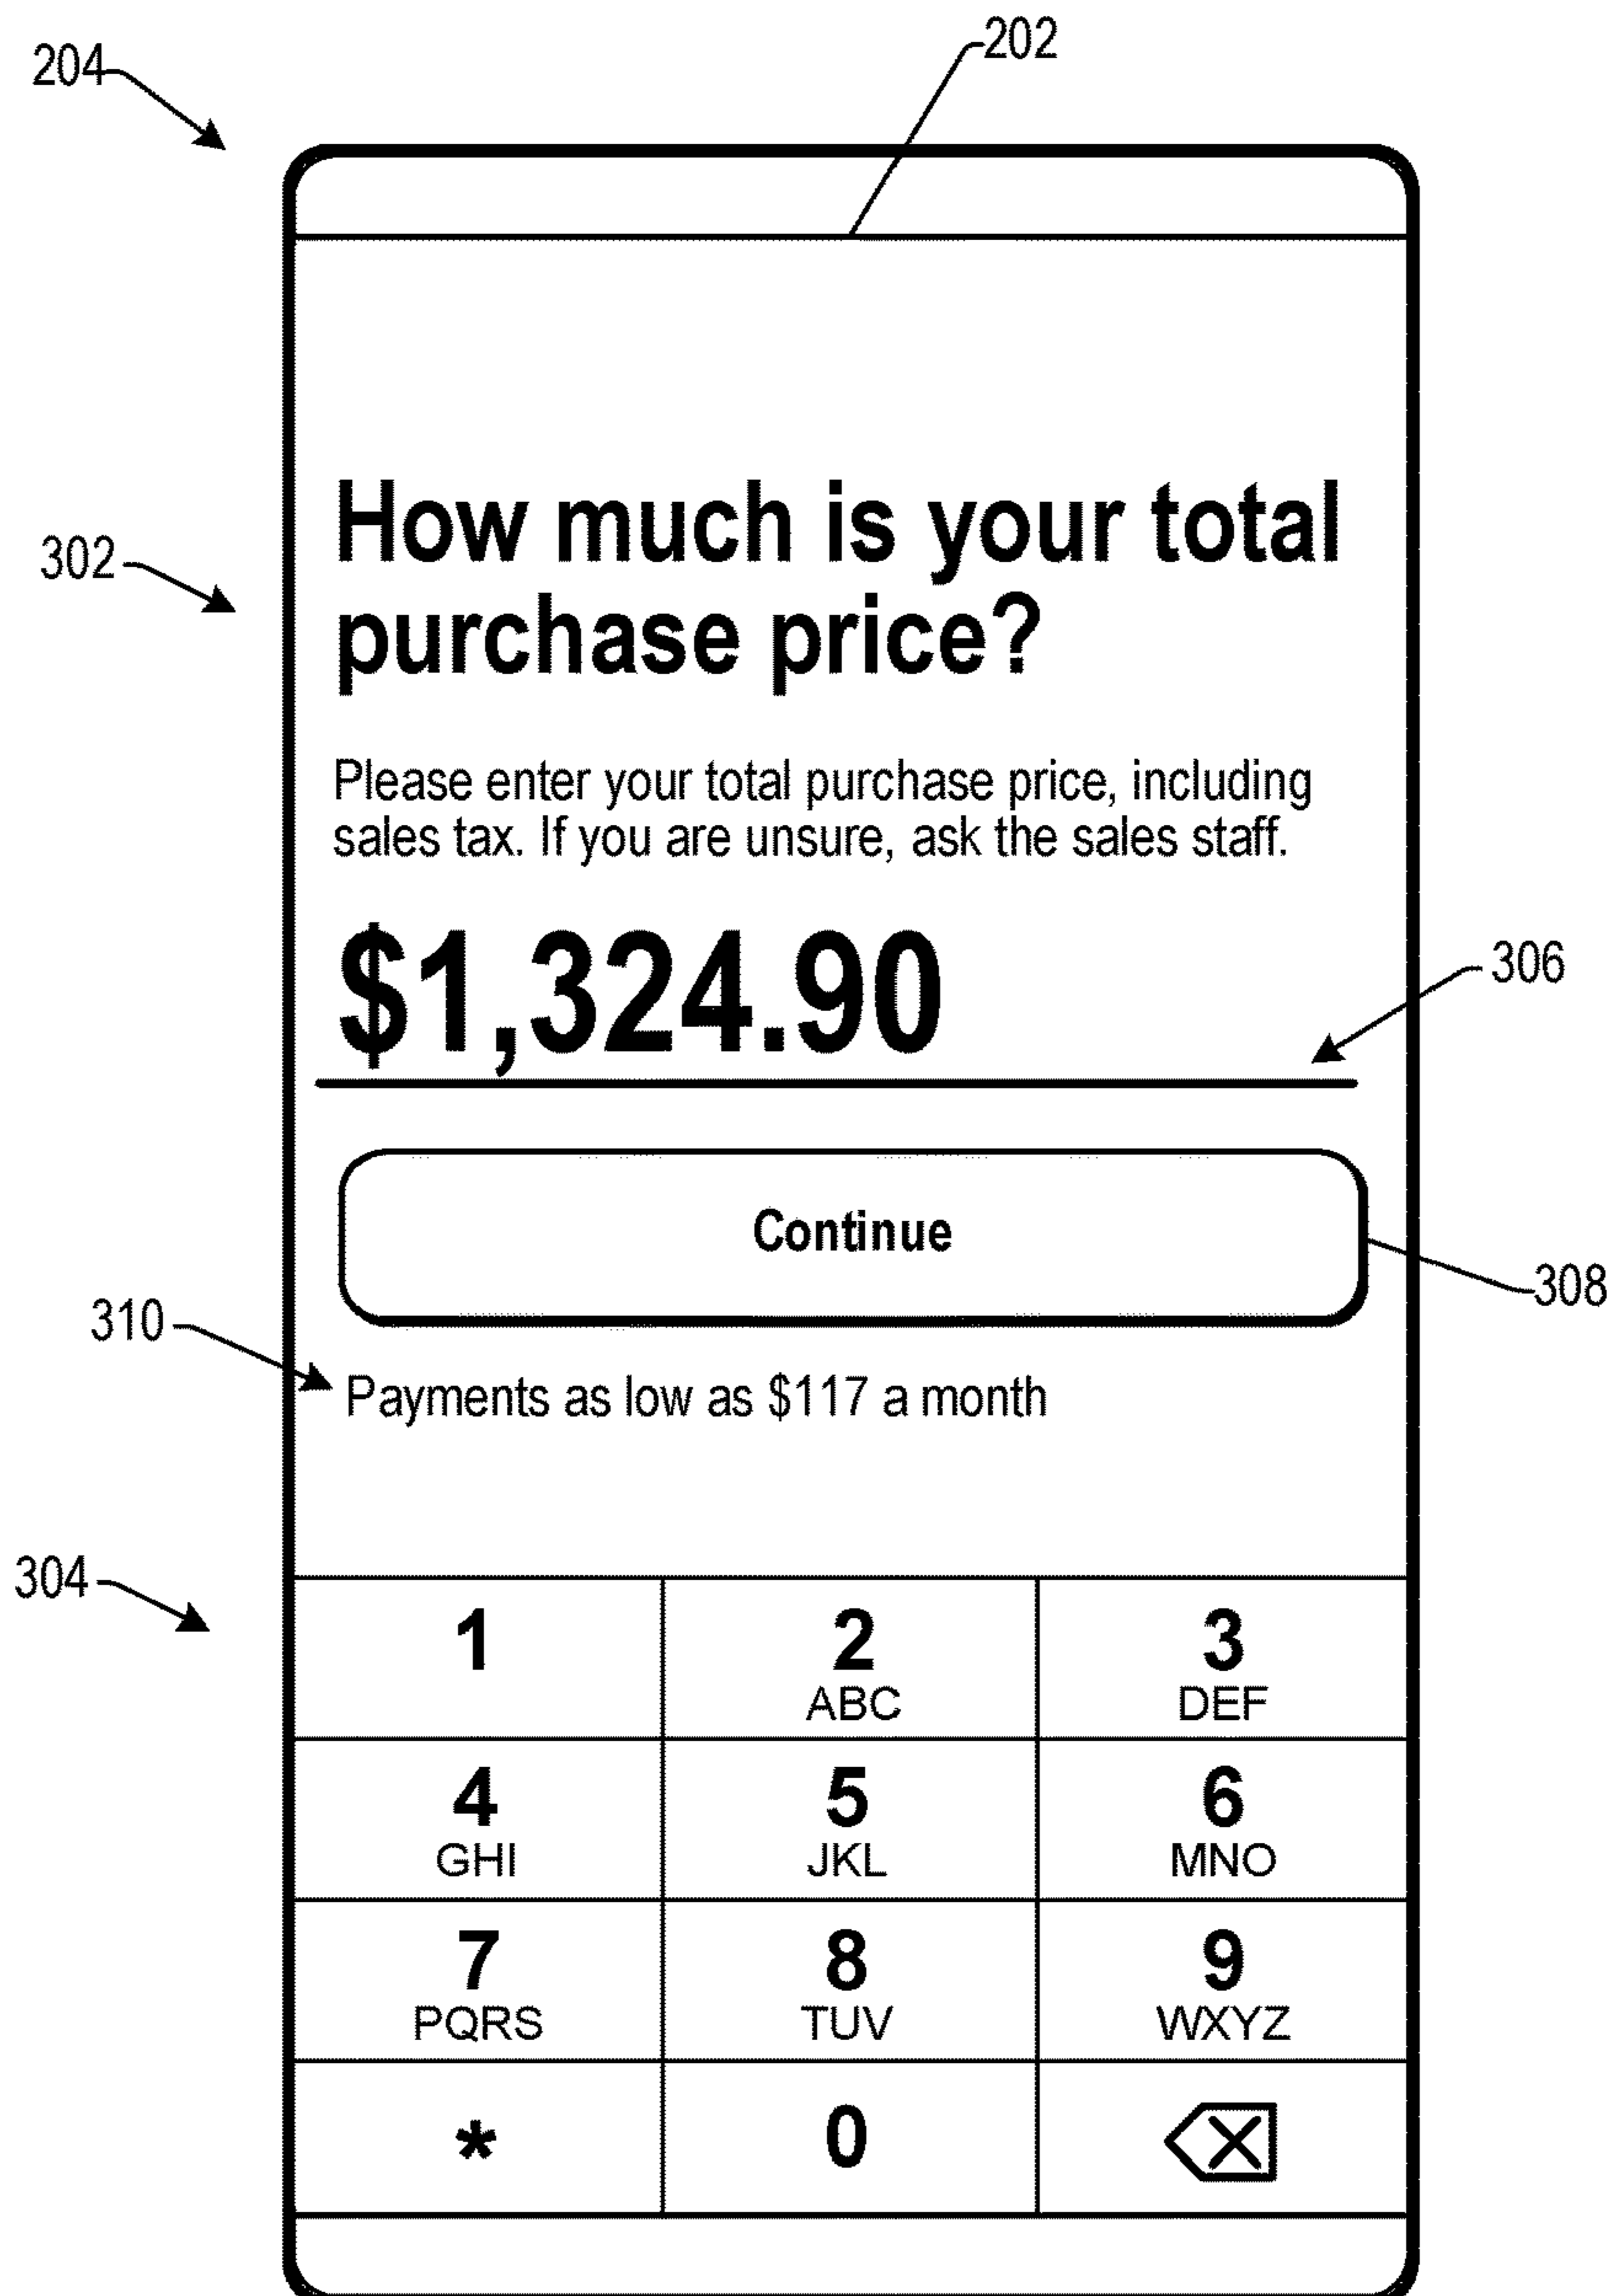 202
204
How much is your total
302
purchase price?
Please enter your total purchase price, including
sales tax. If you are unsure, ask the sales staff.
$1,324.90
306
Continue
308
310
Payments as low as $117 a month
304
1 2 3
ABC DEF
4 5 6
GHI JKL MNO
7 8 9
PQRS TUV WXYZ
* 0